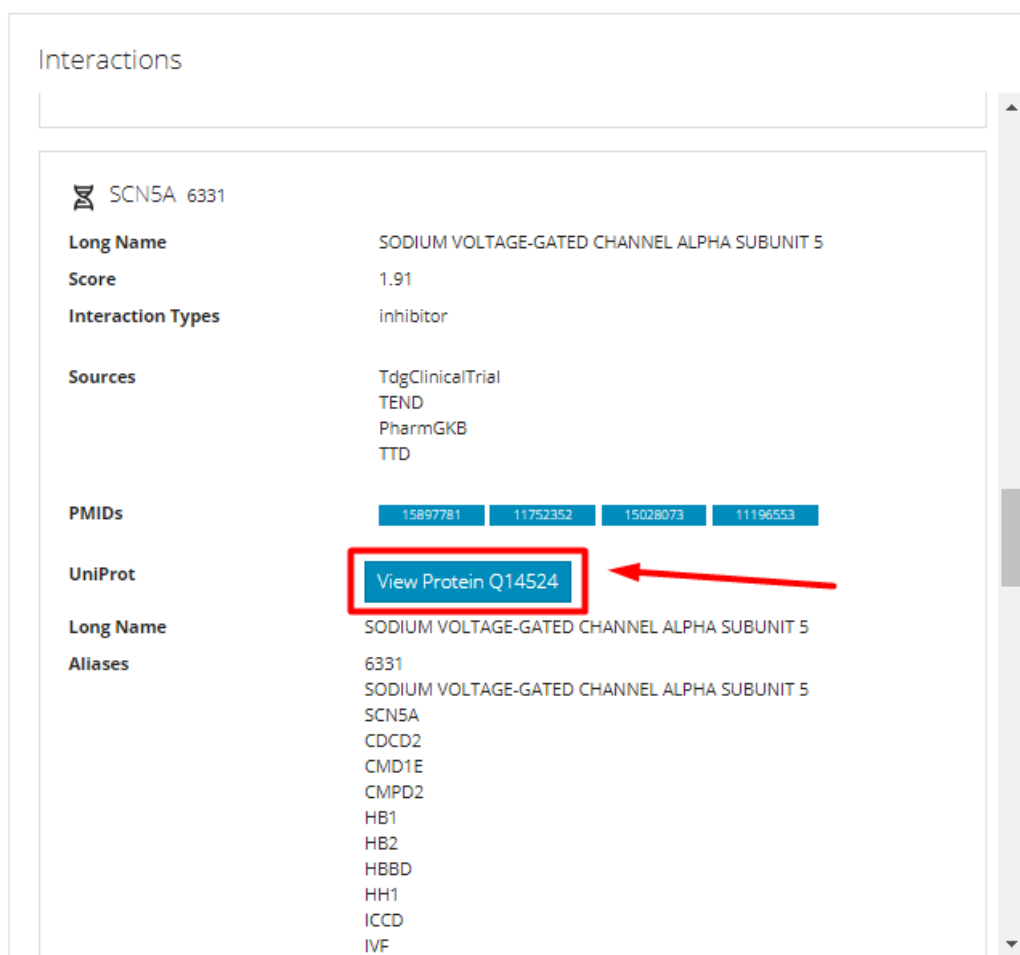 Interactions
SCN5A 6331
Long Name SODIUM VOLTAGE-GATED CHANNEL ALPHA SUBUNIT 5
Score 1.91
Interaction Types inhibitor
Sources TdgClinicalTrial
TEND
PharmGKB
TTD
PMIDs 15897781 11752352 15028073 11196553
UniProt View Protein Q14524
Long Name SODIUM VOLTAGE-GATED CHANNEL ALPHA SUBUNIT 5
Aliases 6331
SODIUM VOLTAGE-GATED CHANNEL ALPHA SUBUNIT 5
SCN5A
CDCD2
CMD1E
CMPD2
HB1
HB2
HBBD
HH1
ICCD
IVF